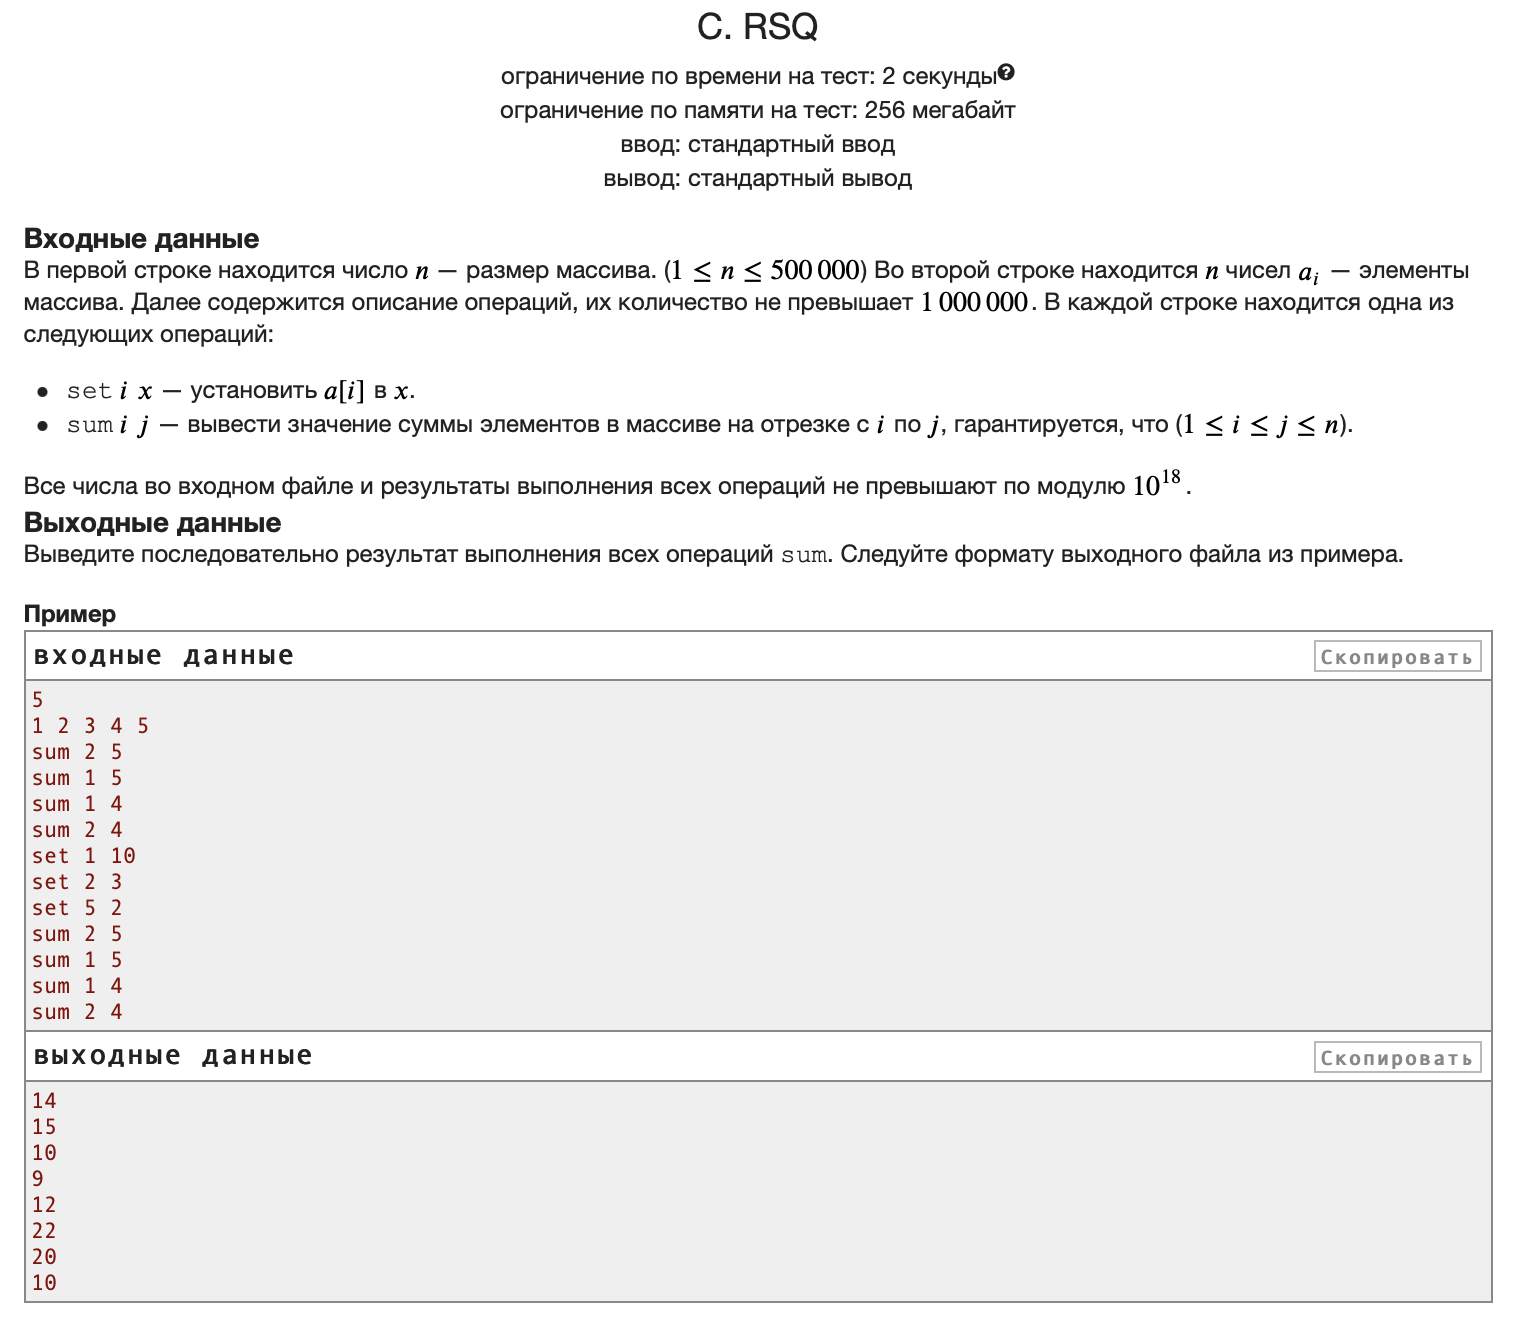 C. RSQ
ограничение по времени на тест: 2 секунды?
ограничение по памяти на тест: 256 мегабайт
ввод: стандартный ввод
вывод: стандартный вывод
Входные данные
В первой строке находится число n — размер массива. (1 ≤ n ≤ 500 000) Во второй строке находится n чисел aᵢ — элементы
массива. Далее содержится описание операций, их количество не превышает 1 000 000. В каждой строке находится одна из
следующих операций:
• set i x — установить a[i] в x.
• sum i j — вывести значение суммы элементов в массиве на отрезке с i по j, гарантируется, что (1 ≤ i ≤ j ≤ n).
Все числа во входном файле и результаты выполнения всех операций не превышают по модулю 10¹⁸.
Выходные данные
Выведите последовательно результат выполнения всех операций sum. Следуйте формату выходного файла из примера.
Пример
входные данные
Скопировать
5
1 2 3 4 5
sum 2 5
sum 1 5
sum 1 4
sum 2 4
set 1 10
set 2 3
set 5 2
sum 2 5
sum 1 5
sum 1 4
sum 2 4
выходные данные
Скопировать
14
15
10
9
12
22
20
10